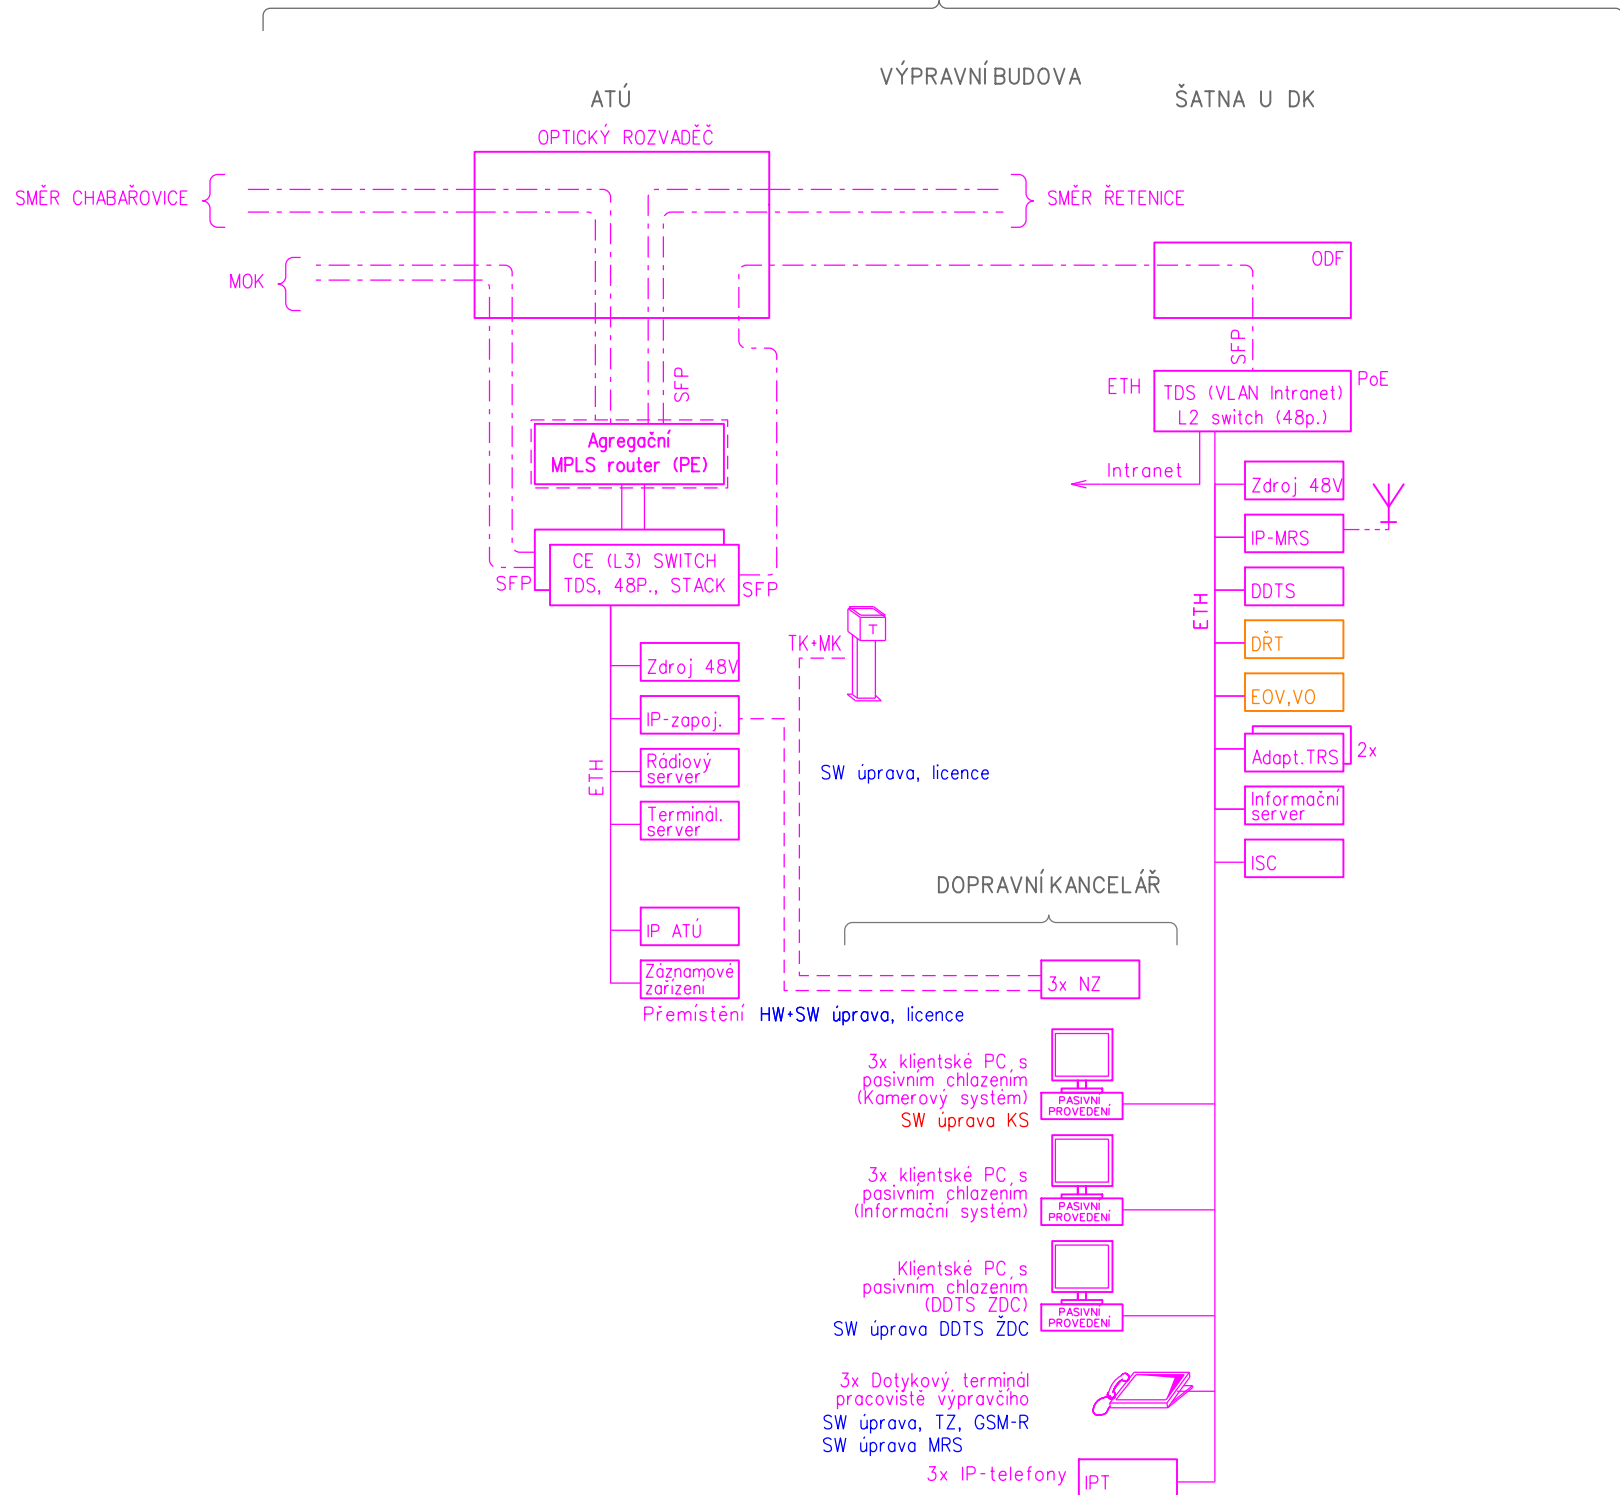 VÝPRAVNÍ BUDOVA
ATÚ
ŠATNA U DK
OPTICKÝ ROZVADĚČ
SMĚR CHABAŘOVICE
SMĚR ŘETENICE
MOK
ODF
SFP
SFP
ETH
PoE
TDS (VLAN Intranet)
L2 switch (48p.)
Agregační
MPLS router (PE)
Intranet
Zdroj 48V
IP-MRS
DDTS
ETH
DŘT
EOV,VO
Adapt.TRS
2x
Informační
server
ISC
CE (L3) SWITCH
TDS, 48P., STACK
SFP
SFP
TK+MK
T
Zdroj 48V
IP-zapoj.
Rádiový
server
ETH
Terminál.
server
IP ATÚ
Záznamové
zařízení
Přemístění
HW+SW úprava, licence
SW úprava, licence
DOPRAVNÍ KANCELÁŘ
3x NZ
3x klientské PC s
pasivním chlazením
(Kamerový systém)
SW úprava KS
PASIVNÍ
PROVEDENÍ
3x klientské PC s
pasivním chlazením
(Informační systém)
PASIVNÍ
PROVEDENÍ
Klientské PC s
pasivním chlazením
(DDTS ŽDC)
SW úprava DDTS ŽDC
PASIVNÍ
PROVEDENÍ
3x Dotykový terminál
pracoviště výpravčího
SW úprava, TZ, GSM-R
SW úprava MRS
3x IP-telefony
IPT